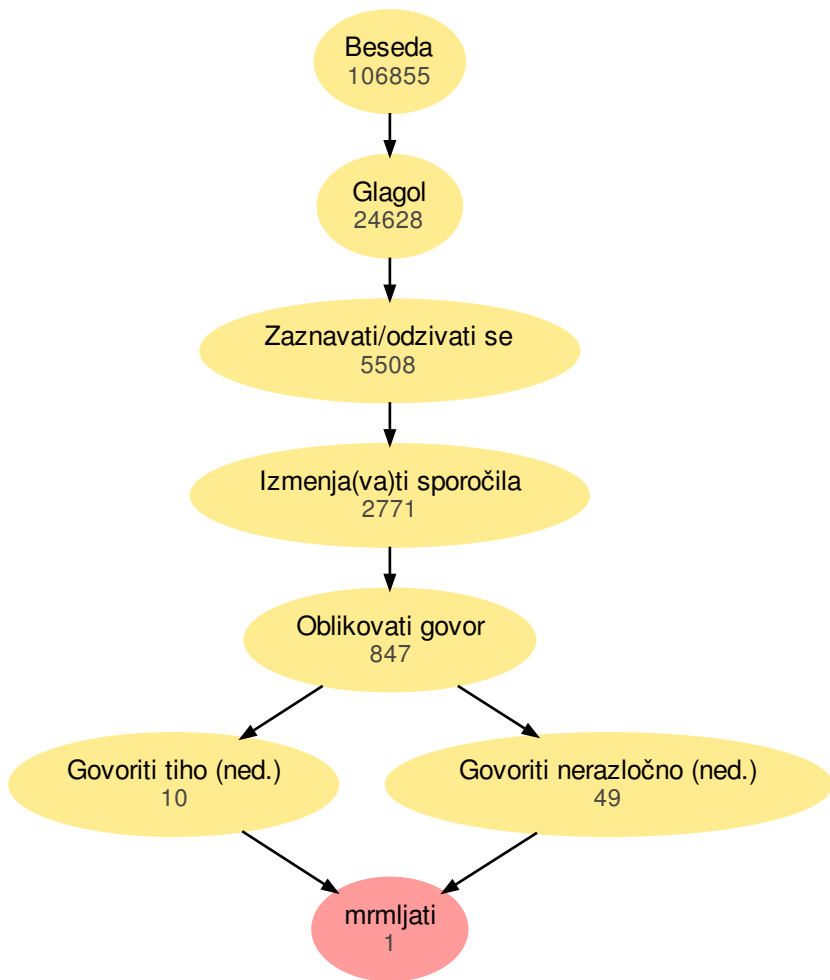 Beseda
106855
Glagol
24628
Zaznavati/odzivati se
5508
Izmenja(va)ti sporočila
2771
Oblikovati govor
847
Govoriti tiho (ned.)
10
Govoriti nerazločno (ned.)
49
mrmljati
1